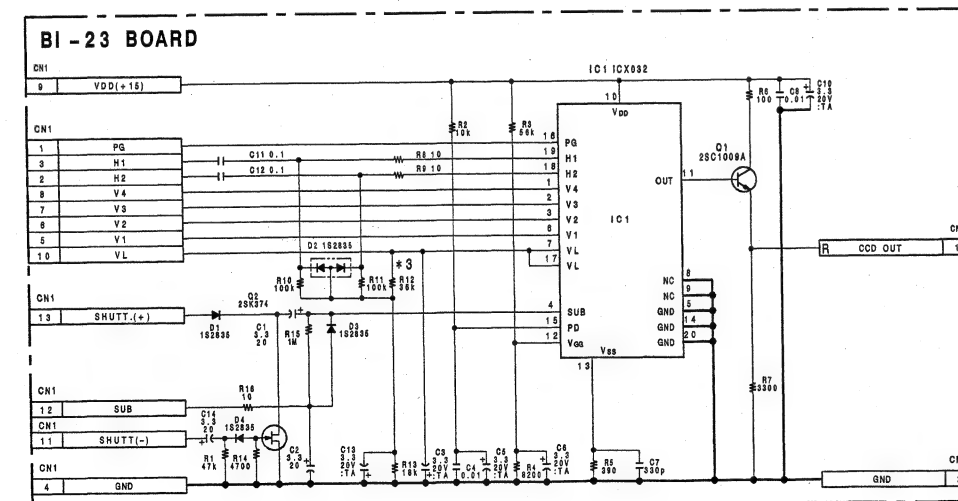 BI-23 BOARD
CN1
9 VDD(+15)
IC1 ICX032
CN1
1 PG
3 H1
2 H2
8 V4
7 V3
6 V2
5 V1
10 VL
C11 0.1
C12 0.1
R8 10
R9 10
R2
10k
R3
56k
10
VDD
16 PG
19 H1
18 H2
1 V4
2 V3
3 V2
6 V1
7 VL
17 VL
IC1
OUT 11
Q1
2SC1009A
R6
100
C8
0.01
C10
3.3
20V
:TA
R CCD OUT
D2 1S2835
R10
100k
R11
100k
*3
R12
36k
NC 8
NC 9
GND 5
GND 14
GND 20
4 SUB
15 PD
12 VGG
VSS
13
CN1
13 SHUTT.(+)
D1
1S2835
Q2
2SK374
C1
3.3
20
R15
1M
D3
1S2835
R7
3300
CN1
12 SUB
R16
10
CN1
11 SHUTT(-)
C14
3.3
20
D4
1S2835
R1
47k
R14
4700
C2
3.3
20
C13
3.3
20V
:TA
R13
18k
C3
3.3
20V
:TA
C4
0.01
C5
3.3
20V
:TA
R4
8200
C6
3.3
20V
:TA
R5
390
C7
330p
CN1
4 GND
GND